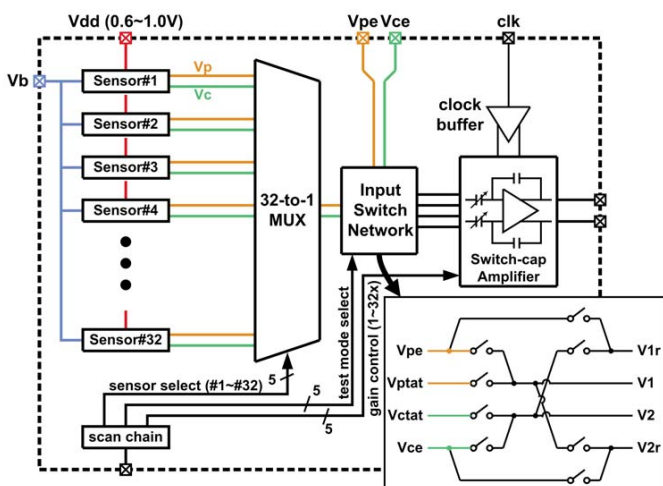 Vdd (0.6~1.0V)
Vpe
Vce
clk
Vb
Sensor#1
Vp
Vc
Sensor#2
Sensor#3
Sensor#4
Sensor#32
32-to-1
MUX
clock
buffer
Input
Switch
Network
Switch-cap
Amplifier
sensor select (#1~#32)
5
test mode select
5
gain control (1~32x)
5
scan chain
Vpe
Vptat
Vctat
Vce
V1r
V1
V2
V2r